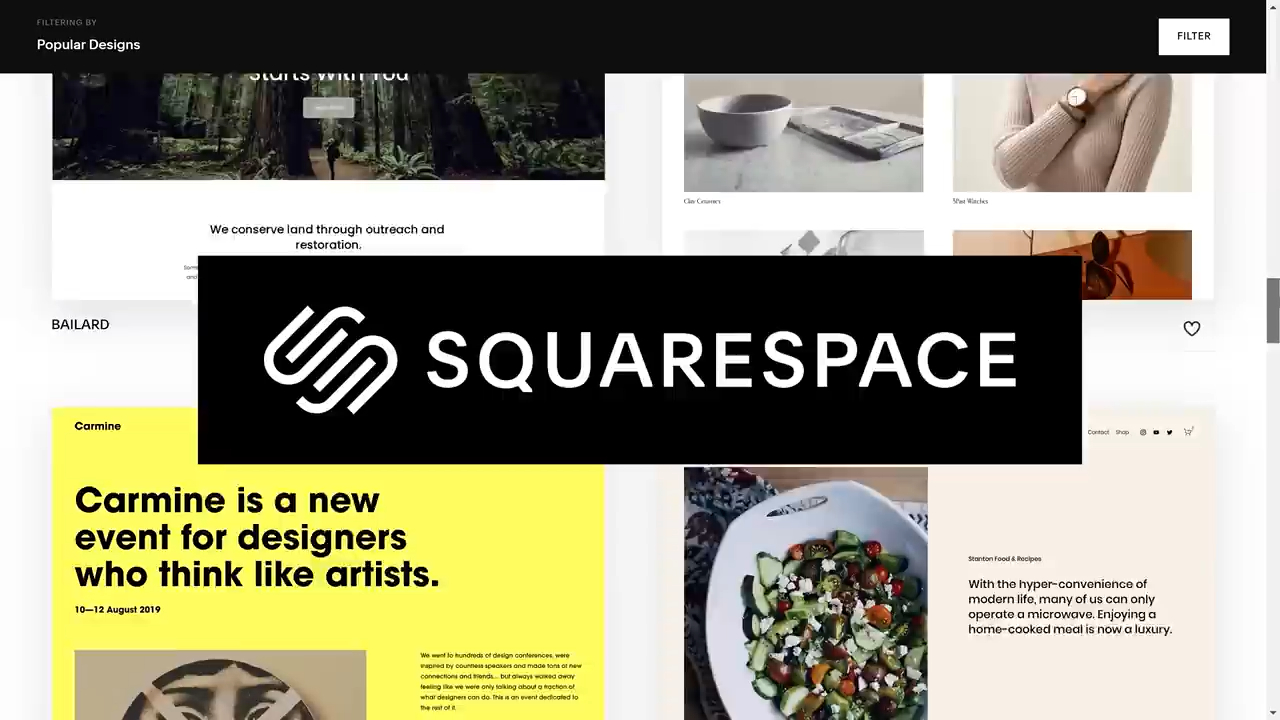 FILTERING BY
Popular Designs
FILTER
Starts With You
We conserve land through outreach and
restoration.
Clay Ceramics
SPast Watches
BAILARD
SQUARESPACE
Carmine
Contact Shop
Carmine is a new
event for designers
who think like artists.
10—12 August 2019
Stanton Food & Recipes
With the hyper-convenience of
modern life, many of us can only
operate a microwave. Enjoying a
home-cooked meal is now a luxury.
We went to hundreds of design conferences, were
inspired by countless speakers and made tons of new
connections and friends... but always walked away
feeling like we were only talking about a fraction of
what designers can do. This is an event dedicated to
the rest of it.